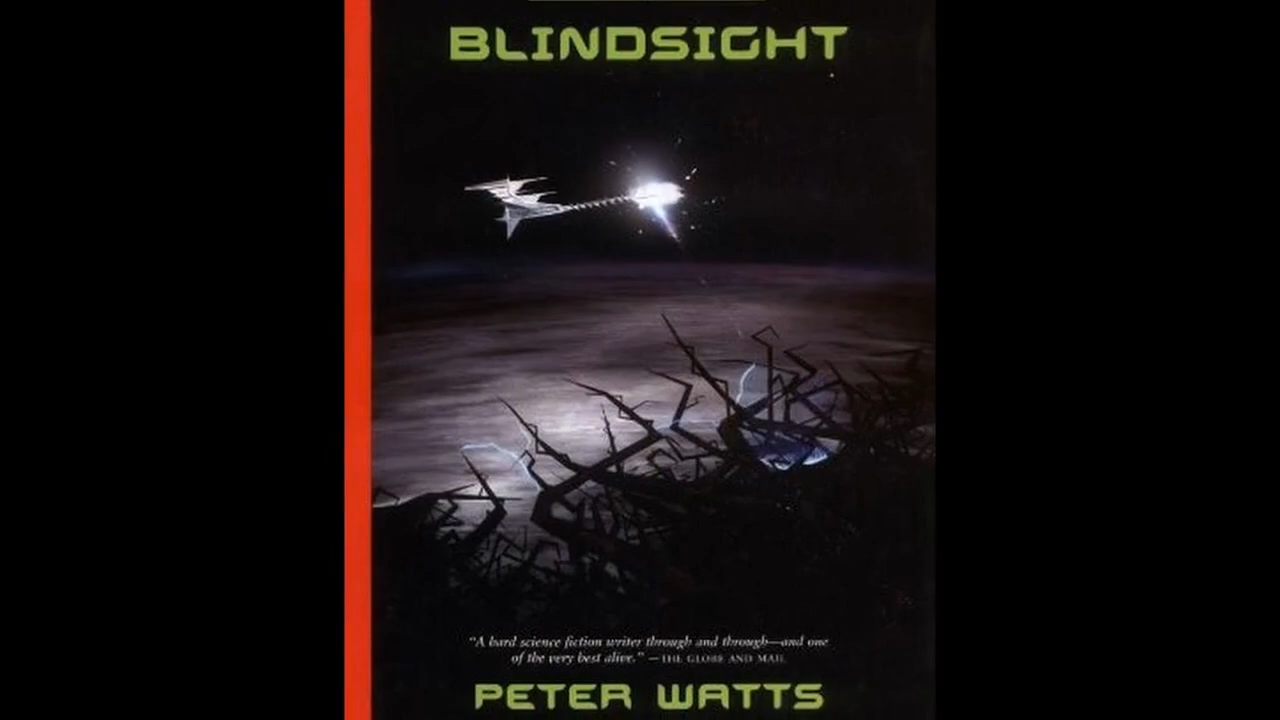 BLINDSIGHT
“A hard science fiction writer through and through—and one
of the very best alive.” —THE GLOBE AND MAIL
PETER WATTS